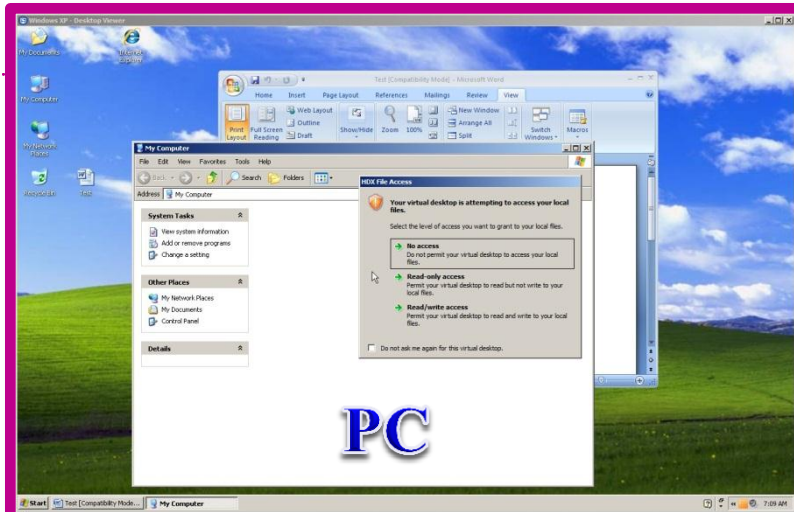 Windows XP - Desktop Viewer
My Documents
Internet Explorer
My Computer
My Network Places
Recycle Bin
Test
Test [Compatibility Mode] - Microsoft Word
Home Insert Page Layout References Mailings Review View
Print Layout
Full Screen Reading
Web Layout
Outline
Draft
Show/Hide
Zoom
100%
New Window
Arrange All
Split
Switch Windows
Macros
My Computer
File Edit View Favorites Tools Help
Back
Search
Folders
Address My Computer
System Tasks
View system information
Add or remove programs
Change a setting
Other Places
My Network Places
My Documents
Control Panel
Details
HDX File Access
Your virtual desktop is attempting to access your local
files.
Select the level of access you want to grant to your local files.
No access
Do not permit your virtual desktop to access your local
files.
Read-only access
Permit your virtual desktop to read but not write to your
local files.
Read/write access
Permit your virtual desktop to read and write to your local
files.
Do not ask me again for this virtual desktop.
PC
Start
Test [Compatibility Mode...
My Computer
7:09 AM